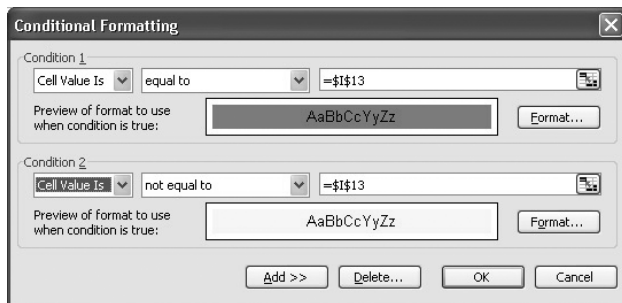 Conditional Formatting
Condition 1
Cell Value Is equal to =$I$13
Preview of format to use
when condition is true:
AaBbCcYyZz
Format...
Condition 2
Cell Value Is not equal to =$I$13
Preview of format to use
when condition is true:
AaBbCcYyZz
Format...
Add >> Delete... OK Cancel